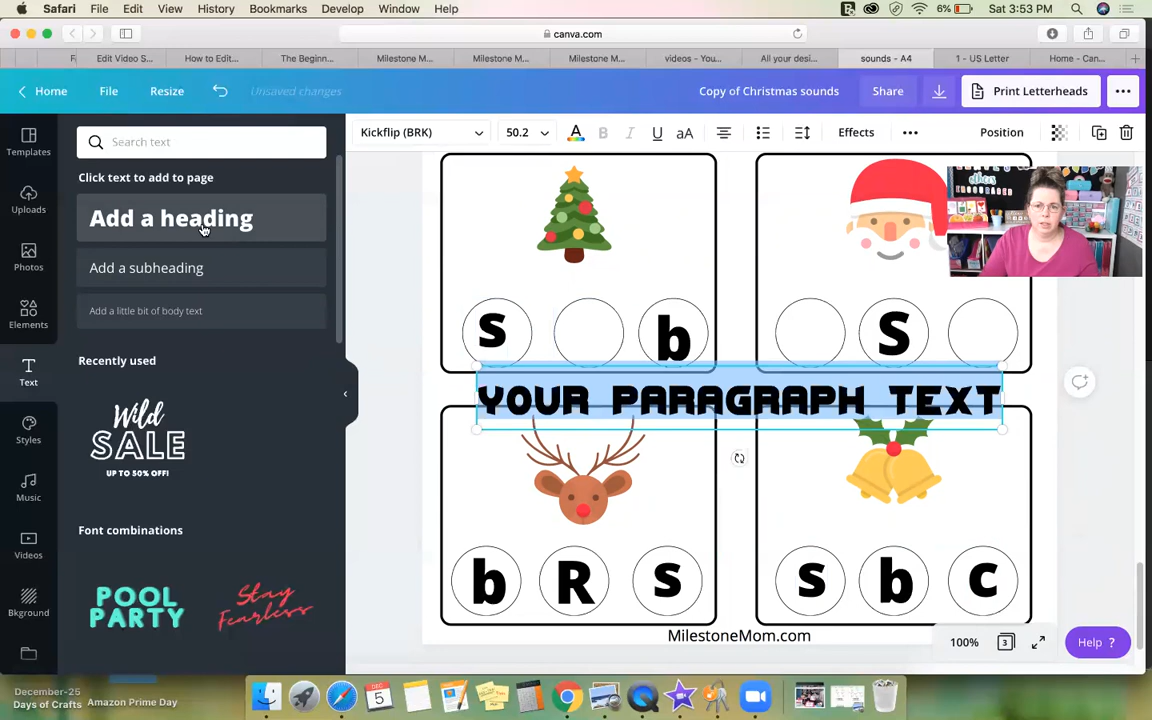 Safari File Edit View History Bookmarks Develop Window Help 6% Sat 3:53 PM
canva.com
F Edit Video S... How to Edit... The Beginn... Milestone M... Milestone M... Milestone M... videos - You... All your desi... sounds - A4 1 - US Letter Home - Can...
Home File Resize Unsaved changes Copy of Christmas sounds Share Print Letterheads
Templates
Uploads
Photos
Elements
Text
Styles
Music
Videos
Bkground
Search text
Click text to add to page
Add a heading
Add a subheading
Add a little bit of body text
Recently used
Wild
SALE
UP TO 50% OFF!
Font combinations
POOL
PARTY
Stay
Fearless
Kickflip (BRK) 50.2 A B I U aA Effects Position
s b S
YOUR PARAGRAPH TEXT
b R s s b c
MilestoneMom.com
100% 3 Help ?
December-25
Days of Crafts
Amazon Prime Day
DEC
5